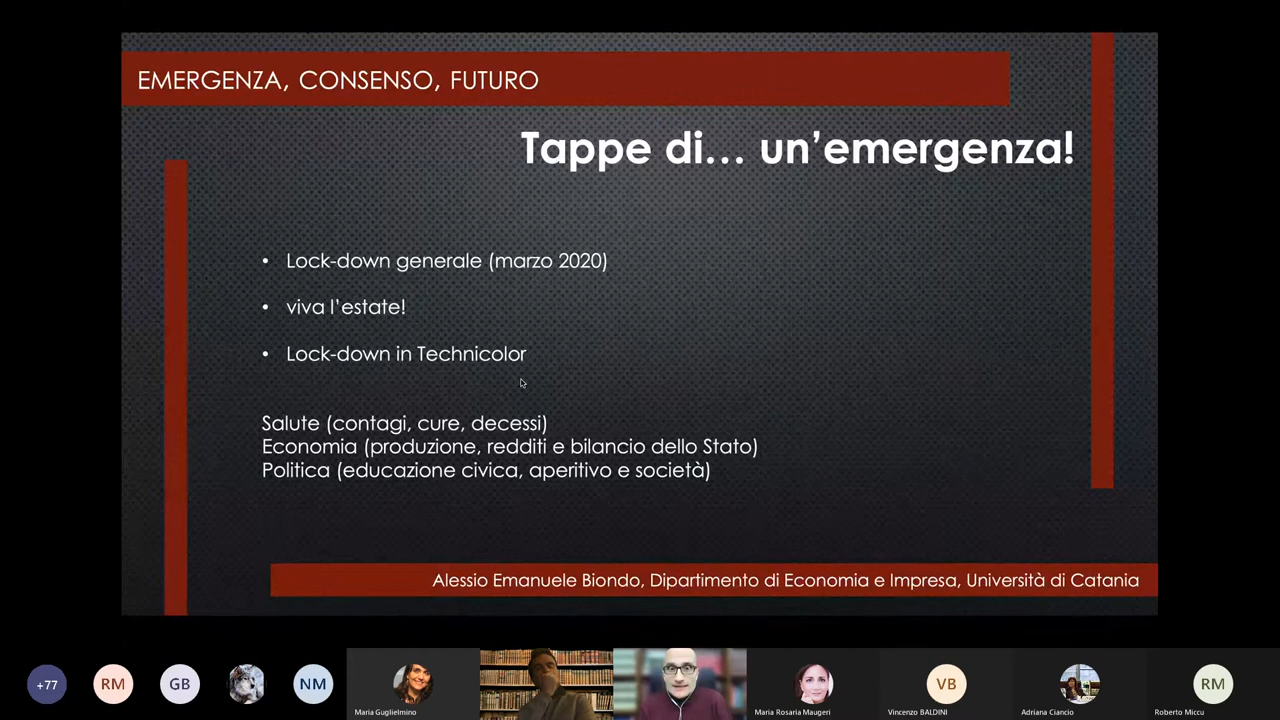 EMERGENZA, CONSENSO, FUTURO
Tappe di... un'emergenza!
• Lock-down generale (marzo 2020)
• viva l'estate!
• Lock-down in Technicolor
Salute (contagi, cure, decessi)
Economia (produzione, redditi e bilancio dello Stato)
Politica (educazione civica, aperitivo e società)
Alessio Emanuele Biondo, Dipartimento di Economia e Impresa, Università di Catania
+77
RM
GB
NM
Maria Guglielmino
Maria Rosaria Maugeri
VB
Vincenzo BALDINI
Adriana Ciancio
RM
Roberto Miccu